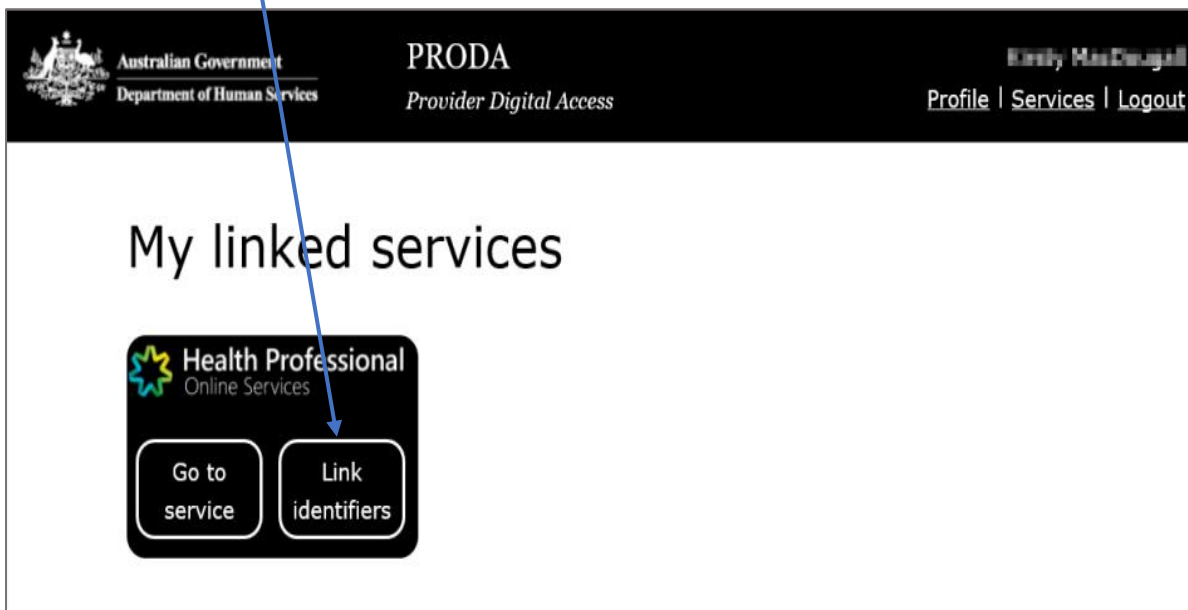 Australian Government
Department of Human Services
PRODA
Provider Digital Access
Profile | Services | Logout
My linked services
Health Professional
Online Services
Go to
service
Link
identifiers